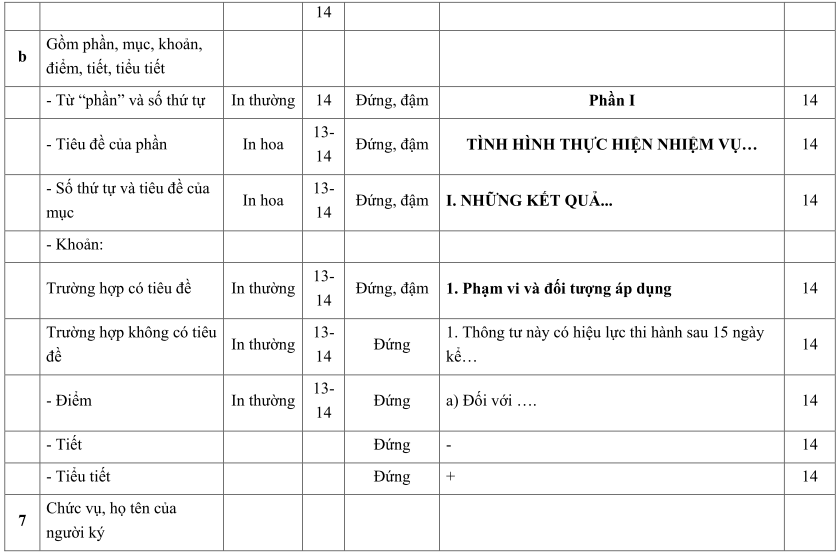 14
b Gồm phần, mục, khoản,
điểm, tiết, tiểu tiết
- Từ “phần” và số thứ tự In thường 14 Đứng, đậm Phần I 14
- Tiêu đề của phần In hoa 13-
14 Đứng, đậm TÌNH HÌNH THỰC HIỆN NHIỆM VỤ… 14
- Số thứ tự và tiêu đề của
mục In hoa 13-
14 Đứng, đậm I. NHỮNG KẾT QUẢ... 14
- Khoản:
Trường hợp có tiêu đề In thường 13-
14 Đứng, đậm 1. Phạm vi và đối tượng áp dụng 14
Trường hợp không có tiêu
đề In thường 13-
14 Đứng 1. Thông tư này có hiệu lực thi hành sau 15 ngày
kể… 14
- Điểm In thường 13-
14 Đứng a) Đối với …. 14
- Tiết Đứng - 14
- Tiểu tiết Đứng + 14
7 Chức vụ, họ tên của
người ký